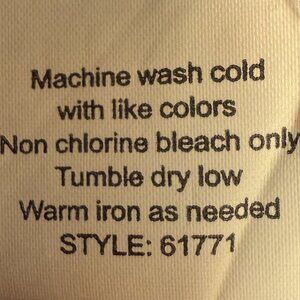 Machine wash cold
with like colors
Non chlorine bleach only
Tumble dry low
Warm iron as needed
STYLE: 61771